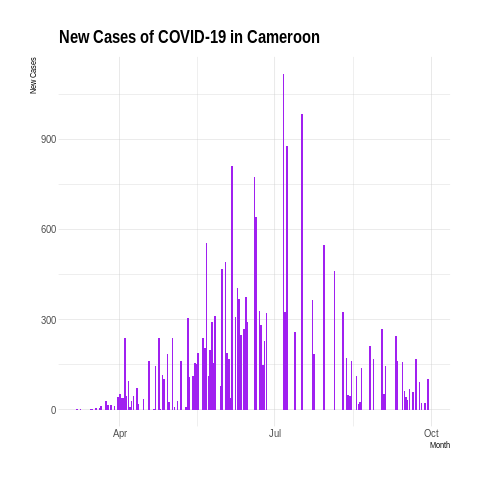 New Cases of COVID-19 in Cameroon
New Cases
900
600
300
0
Apr
Jul
Oct
Month